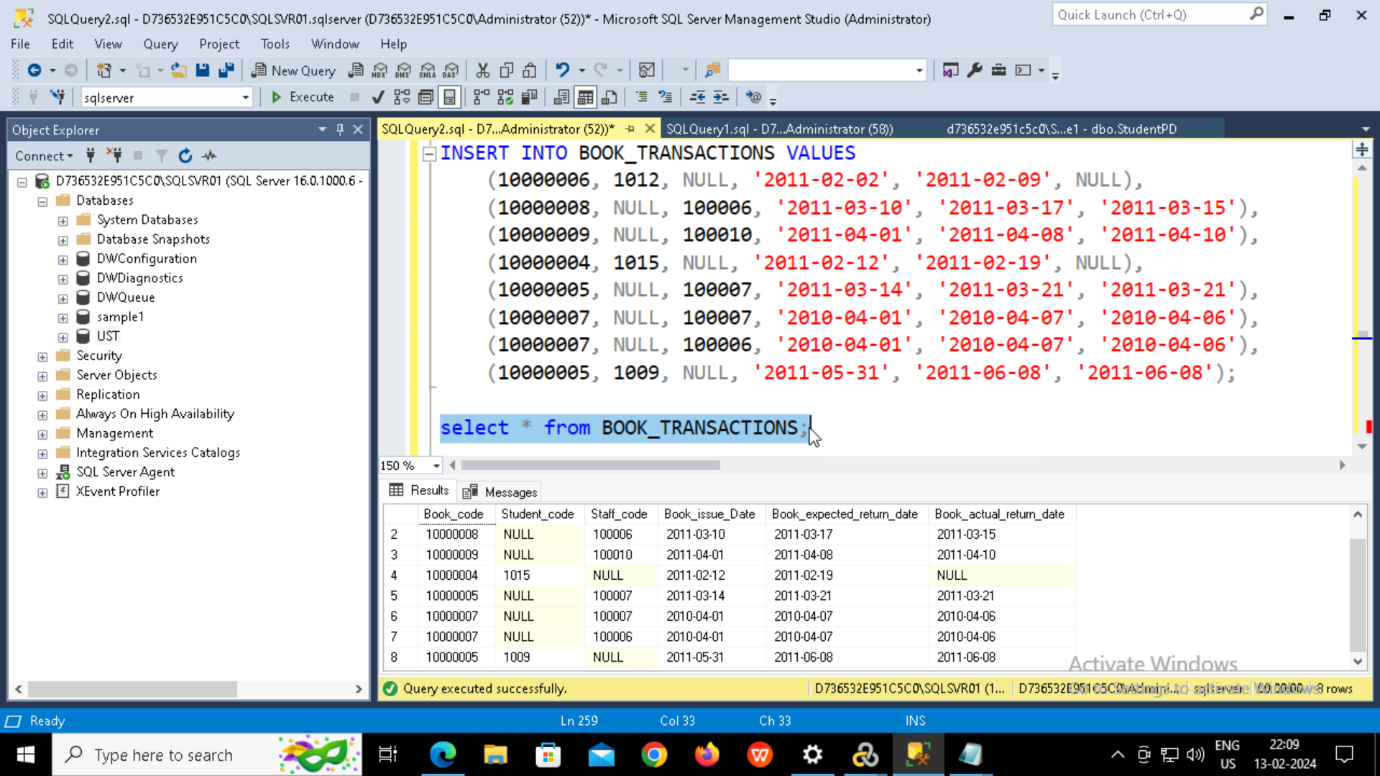 SQLQuery2.sql - D736532E951C5C0\SQLSVR01.sqlserver (D736532E951C5C0\Administrator (52))* - Microsoft SQL Server Management Studio (Administrator)
Quick Launch (Ctrl+Q)
File Edit View Query Project Tools Window Help
New Query MDX DMX XMLA DAX
sqlserver Execute
Object Explorer
SQLQuery2.sql - D7...Administrator (52))* SQLQuery1.sql - D7...Administrator (58)) d736532e951c5c0\S...e1 - dbo.StudentPD
Connect
D736532E951C5C0\SQLSVR01 (SQL Server 16.0.1000.6 -
Databases
System Databases
Database Snapshots
DWConfiguration
DWDiagnostics
DWQueue
sample1
UST
Security
Server Objects
Replication
Always On High Availability
Management
Integration Services Catalogs
SQL Server Agent
XEvent Profiler
INSERT INTO BOOK_TRANSACTIONS VALUES
(10000006, 1012, NULL, '2011-02-02', '2011-02-09', NULL),
(10000008, NULL, 100006, '2011-03-10', '2011-03-17', '2011-03-15'),
(10000009, NULL, 100010, '2011-04-01', '2011-04-08', '2011-04-10'),
(10000004, 1015, NULL, '2011-02-12', '2011-02-19', NULL),
(10000005, NULL, 100007, '2011-03-14', '2011-03-21', '2011-03-21'),
(10000007, NULL, 100007, '2010-04-01', '2010-04-07', '2010-04-06'),
(10000007, NULL, 100006, '2010-04-01', '2010-04-07', '2010-04-06'),
(10000005, 1009, NULL, '2011-05-31', '2011-06-08', '2011-06-08');
select * from BOOK_TRANSACTIONS;
150 %
Results Messages
Book_code Student_code Staff_code Book_issue_Date Book_expected_return_date Book_actual_return_date
2 10000008 NULL 100006 2011-03-10 2011-03-17 2011-03-15
3 10000009 NULL 100010 2011-04-01 2011-04-08 2011-04-10
4 10000004 1015 NULL 2011-02-12 2011-02-19 NULL
5 10000005 NULL 100007 2011-03-14 2011-03-21 2011-03-21
6 10000007 NULL 100007 2010-04-01 2010-04-07 2010-04-06
7 10000007 NULL 100006 2010-04-01 2010-04-07 2010-04-06
8 10000005 1009 NULL 2011-05-31 2011-06-08 2011-06-08
Activate Windows
Go to Settings to activate Windows.
Query executed successfully. D736532E951C5C0\SQLSVR01 (1... sqlserver 00:00:00 8 rows
Ready Ln 259 Col 33 Ch 33 INS
Type here to search
ENG
US
22:09
13-02-2024